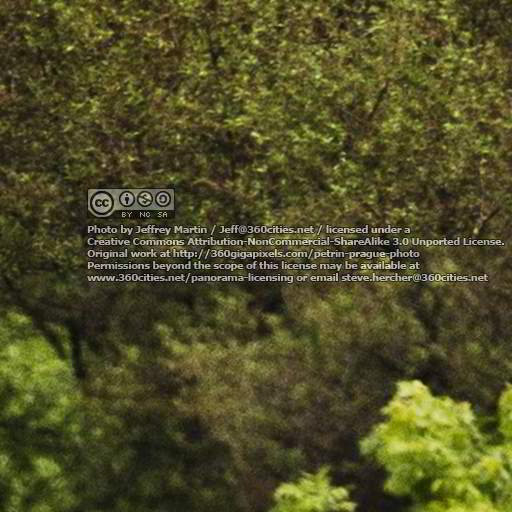 cc BY NC SA
Photo by Jeffrey Martin / Jeff@360cities.net / licensed under a
Creative Commons Attribution-NonCommercial-ShareAlike 3.0 Unported License.
Original work at http://360gigapixels.com/petrin-prague-photo
Permissions beyond the scope of this license may be available at
www.360cities.net/panorama-licensing or email steve.hercher@360cities.net